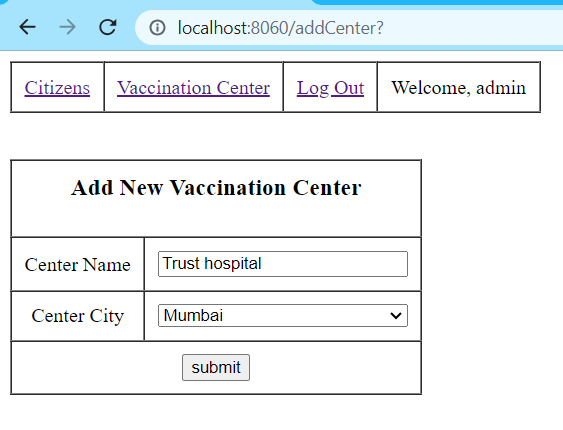 localhost:8060/addCenter?
Citizens Vaccination Center Log Out Welcome, admin
Add New Vaccination Center
Center Name Trust hospital
Center City Mumbai
submit